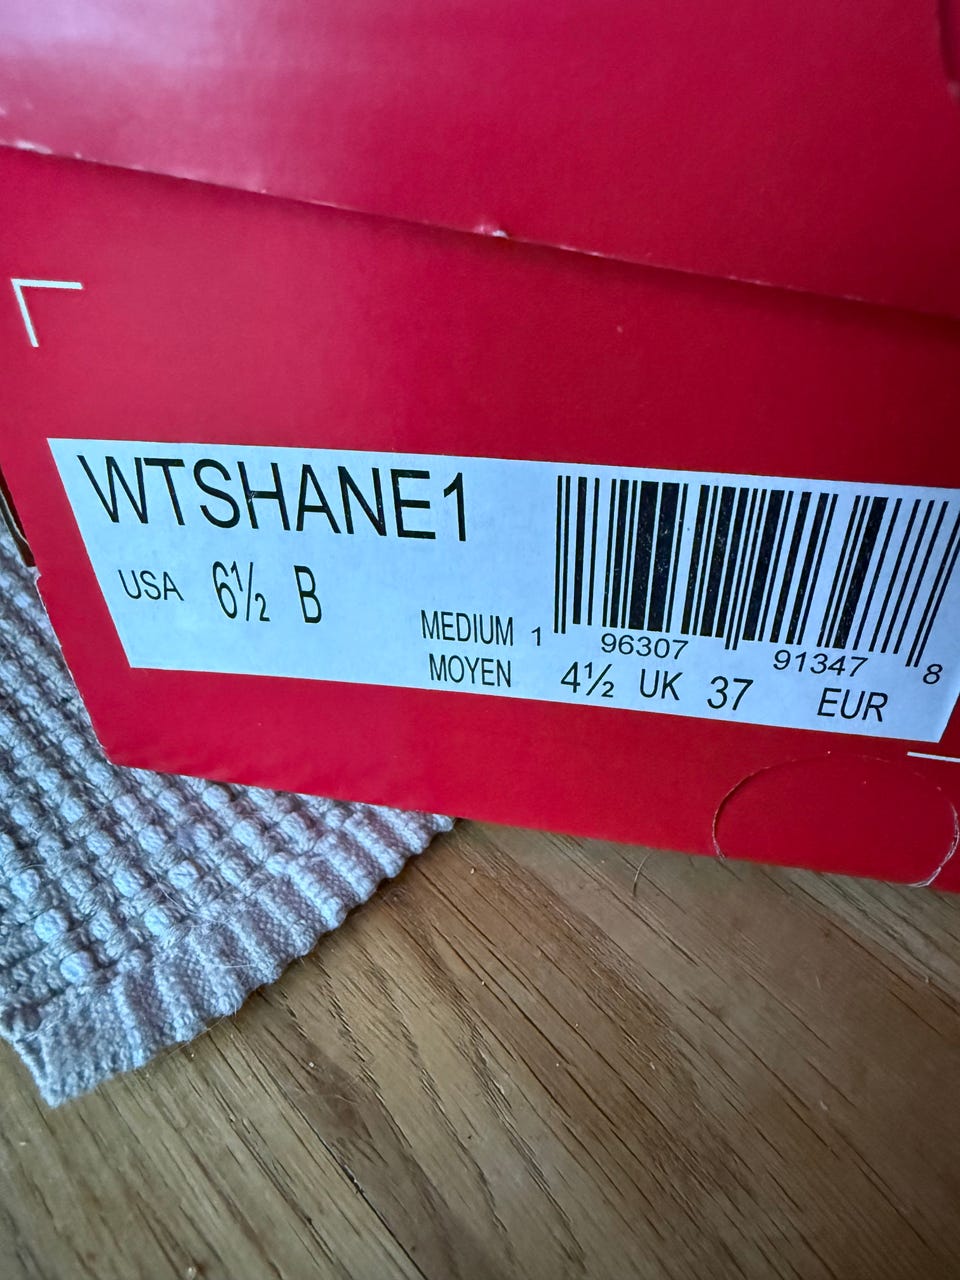 WTSHANE1
USA 6½ B
MEDIUM
MOYEN 4½ UK 37 EUR
1 96307 91347 8